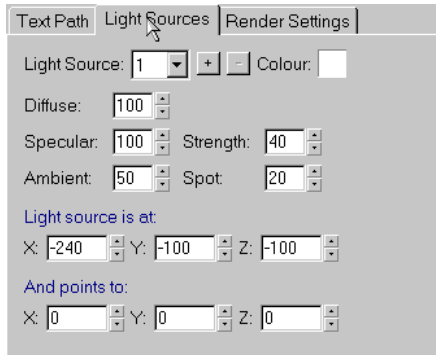 Text Path Light Sources Render Settings
Light Source: 1 + - Colour:
Diffuse: 100
Specular: 100 Strength: 40
Ambient: 50 Spot: 20
Light source is at:
X: -240 Y: -100 Z: -100
And points to:
X: 0 Y: 0 Z: 0